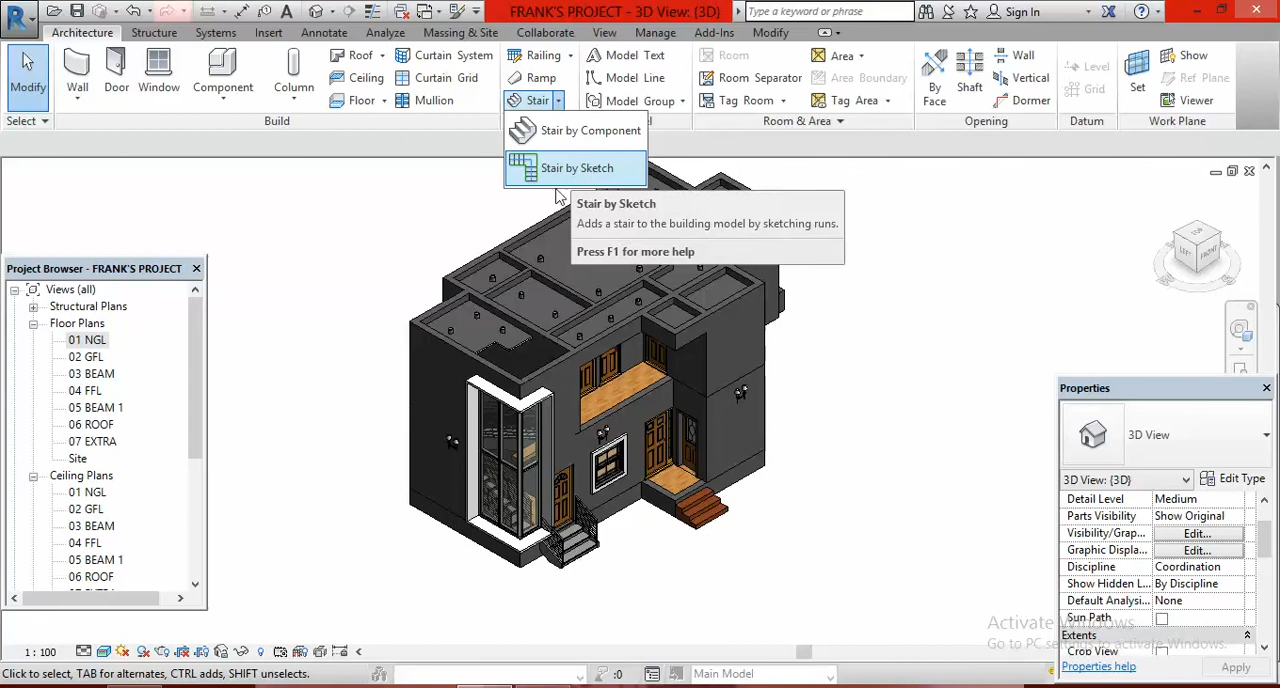 FRANK'S PROJECT - 3D View: {3D}
Type a keyword or phrase
Sign In
Architecture
Structure
Systems
Insert
Annotate
Analyze
Massing & Site
Collaborate
View
Manage
Add-Ins
Modify
Modify
Wall
Door
Window
Component
Column
Roof
Ceiling
Floor
Curtain System
Curtain Grid
Mullion
Railing
Ramp
Stair
Model Text
Model Line
Model Group
Room
Room Separator
Tag Room
Area
Area Boundary
Tag Area
By
Face
Shaft
Wall
Vertical
Dormer
Level
Grid
Set
Show
Ref Plane
Viewer
Select
Build
Room & Area
Opening
Datum
Work Plane
Stair by Component
Stair by Sketch
Stair by Sketch
Adds a stair to the building model by sketching runs.
Press F1 for more help
TOP
LEFT
FRONT
Project Browser - FRANK'S PROJECT
Views (all)
Structural Plans
Floor Plans
01 NGL
02 GFL
03 BEAM
04 FFL
05 BEAM 1
06 ROOF
07 EXTRA
Site
Ceiling Plans
01 NGL
02 GFL
03 BEAM
04 FFL
05 BEAM 1
06 ROOF
Properties
3D View
3D View: {3D}
Edit Type
Detail Level Medium
Parts Visibility Show Original
Visibility/Grap... Edit...
Graphic Displa... Edit...
Discipline Coordination
Show Hidden L... By Discipline
Default Analysi... None
Sun Path
Extents
Crop View
Properties help
Apply
Activate Windows
Go to PC settings to activate Windows.
1 : 100
Click to select, TAB for alternates, CTRL adds, SHIFT unselects.
:0
Main Model